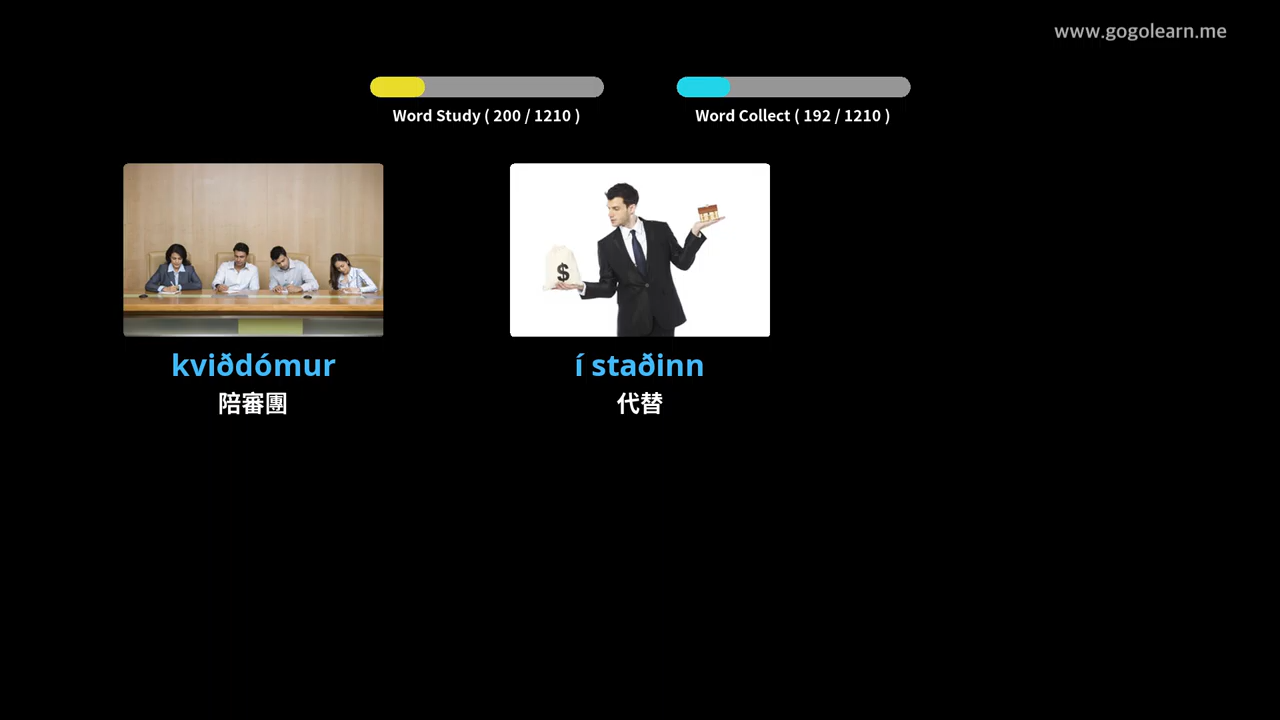 www.gogolearn.me
Word Study ( 200 / 1210 )
Word Collect ( 192 / 1210 )
$
kviðdómur
陪審團
í staðinn
代替